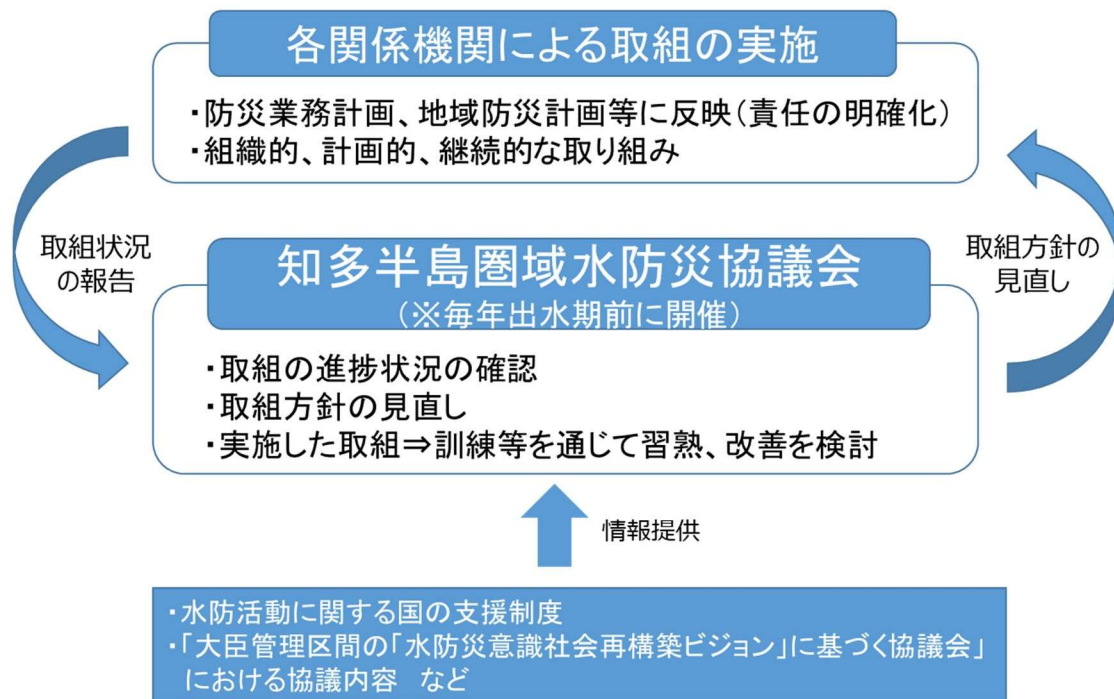 各関係機関による取組の実施
・防災業務計画、地域防災計画等に反映（責任の明確化）
・組織的、計画的、継続的な取り組み
取組状況
の報告
取組方針の
見直し
知多半島圏域水防災協議会
（※毎年出水期前に開催）
・取組の進捗状況の確認
・取組方針の見直し
・実施した取組⇒訓練等を通じて習熟、改善を検討
情報提供
・水防活動に関する国の支援制度
・「大臣管理区間の「水防災意識社会再構築ビジョン」に基づく協議会」
における協議内容　など